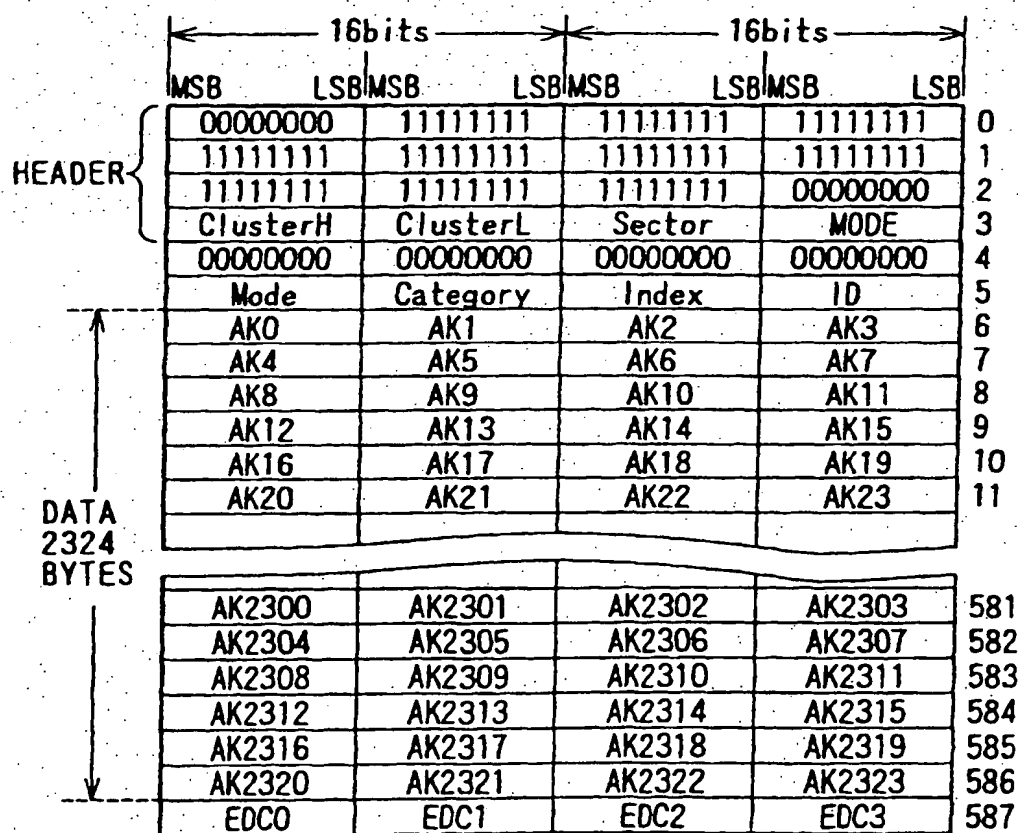 16bits 16bits
MSB LSB MSB LSB MSB LSB MSB LSB
00000000 11111111 11111111 11111111 0
11111111 11111111 11111111 11111111 1
HEADER
11111111 11111111 11111111 00000000 2
ClusterH ClusterL Sector MODE 3
00000000 00000000 00000000 00000000 4
Mode Category Index ID 5
AK0 AK1 AK2 AK3 6
AK4 AK5 AK6 AK7 7
AK8 AK9 AK10 AK11 8
AK12 AK13 AK14 AK15 9
AK16 AK17 AK18 AK19 10
AK20 AK21 AK22 AK23 11
DATA
2324
BYTES
AK2300 AK2301 AK2302 AK2303 581
AK2304 AK2305 AK2306 AK2307 582
AK2308 AK2309 AK2310 AK2311 583
AK2312 AK2313 AK2314 AK2315 584
AK2316 AK2317 AK2318 AK2319 585
AK2320 AK2321 AK2322 AK2323 586
EDC0 EDC1 EDC2 EDC3 587